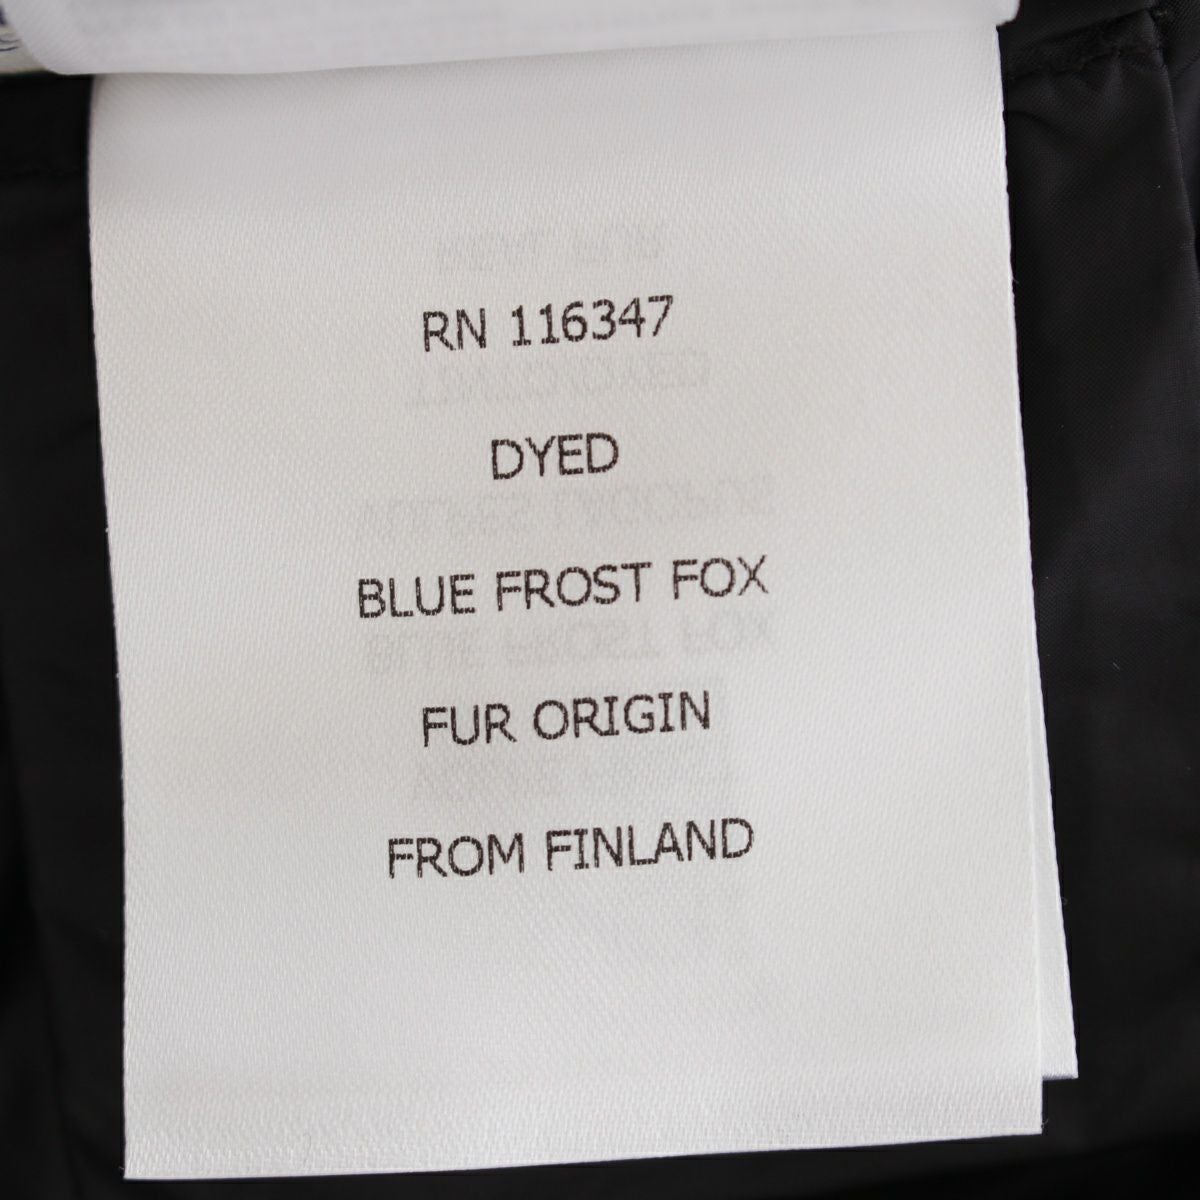 RN 116347
DYED
BLUE FROST FOX
FUR ORIGIN
FROM FINLAND